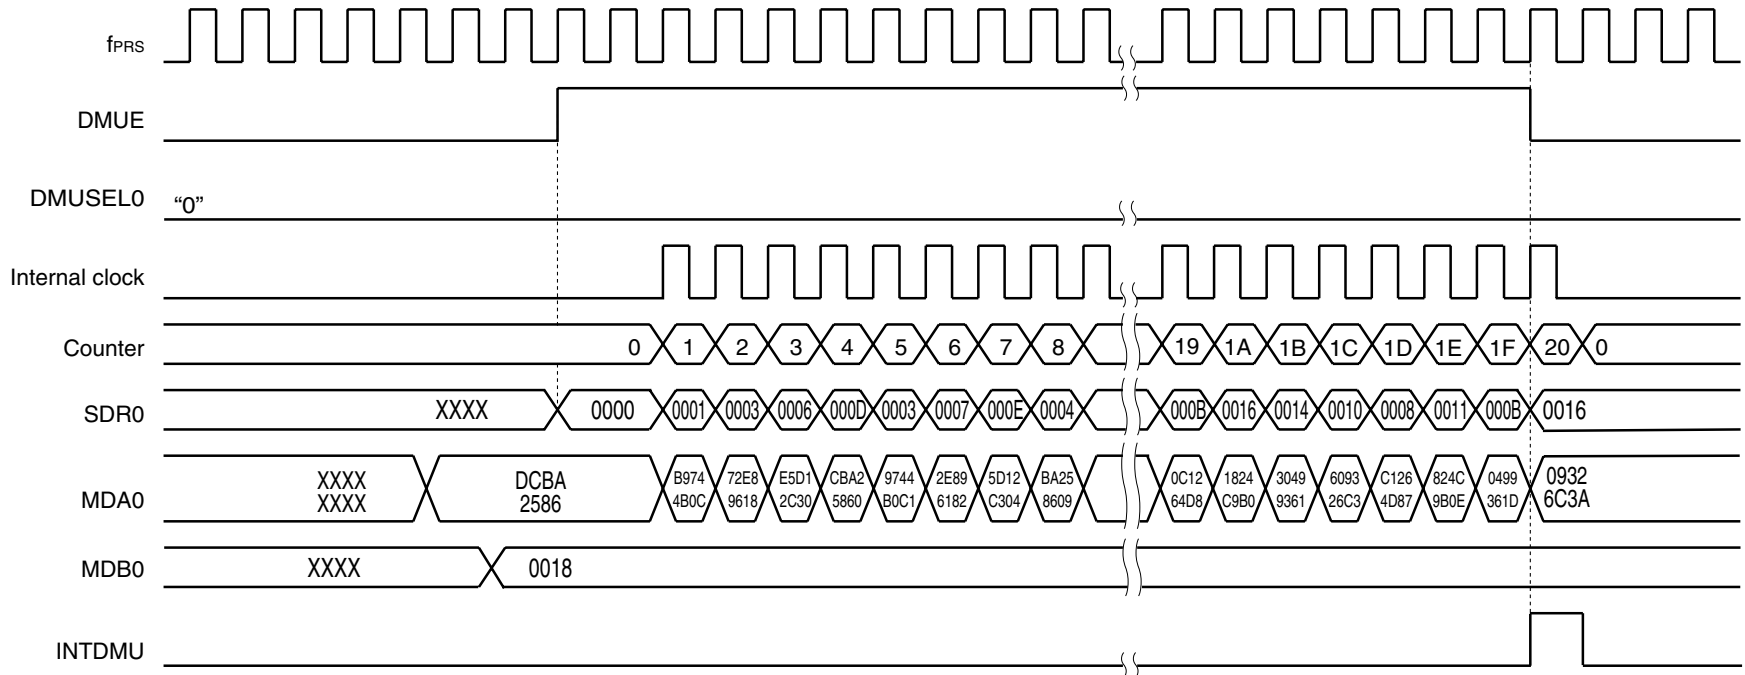 fPRS
DMUE
DMUSEL0 “0”
Internal clock
Counter 0 1 2 3 4 5 6 7 8 19 1A 1B 1C 1D 1E 1F 20 0
SDR0 XXXX 0000 0001 0003 0006 000D 0003 0007 000E 0004 000B 0016 0014 0010 0008 0011 000B 0016
MDA0 XXXX DCBA B974 72E8 E5D1 CBA2 9744 2E89 5D12 BA25 0C12 1824 3049 6093 C126 824C 0499 0932
XXXX 2586 4B0C 9618 2C30 5860 B0C1 6182 C304 8609 64D8 C9B0 9361 26C3 4D87 9B0E 361D 6C3A
MDB0 XXXX 0018
INTDMU